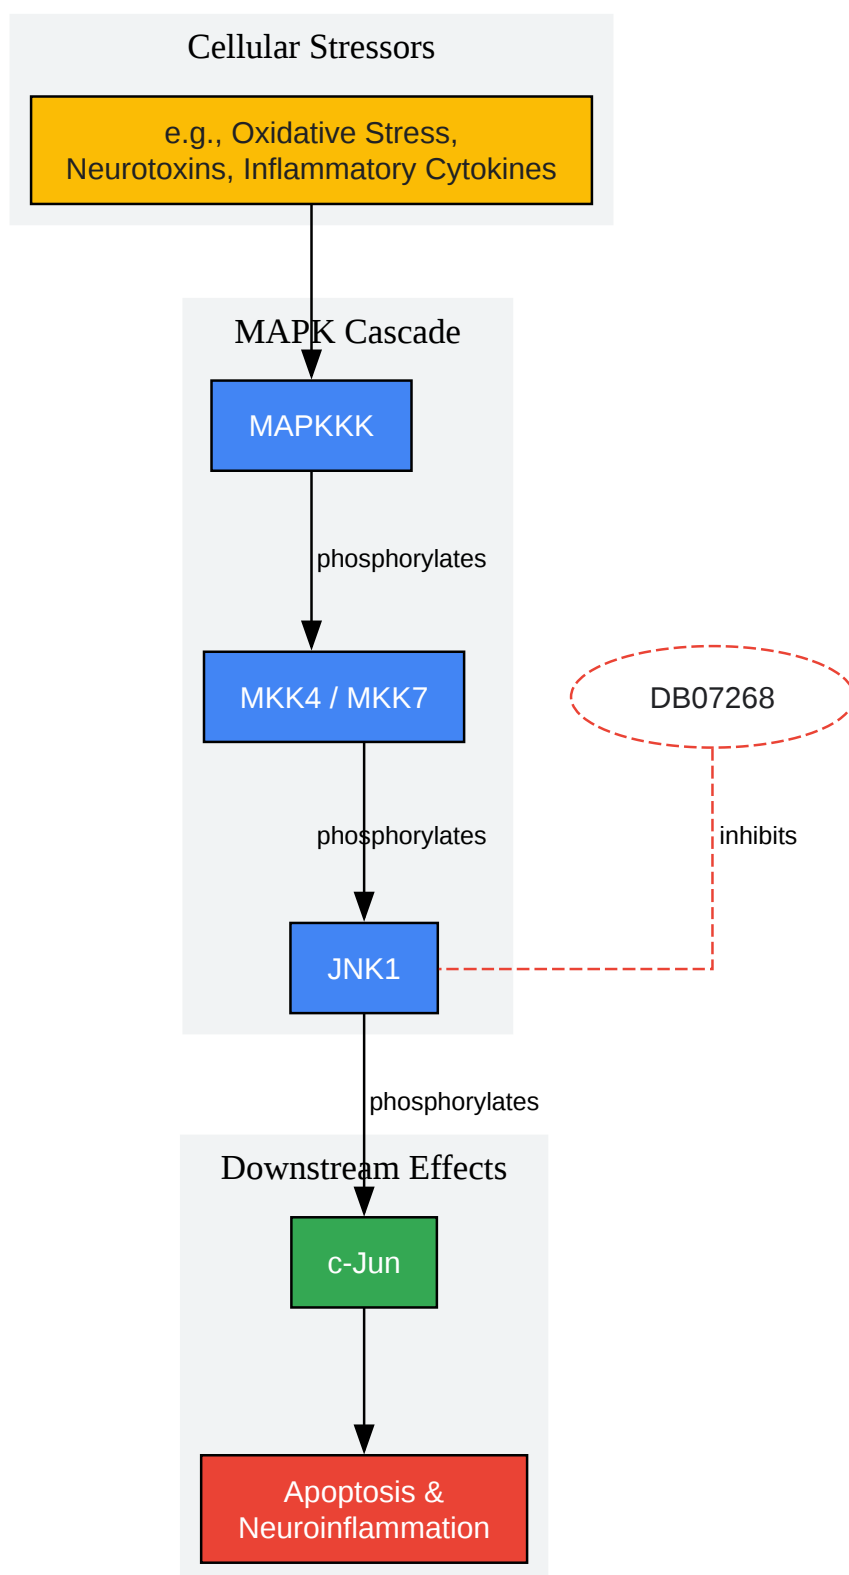 Cellular Stressors
e.g., Oxidative Stress,
Neurotoxins, Inflammatory Cytokines
MAPK Cascade
MAPKKK
phosphorylates
MKK4 / MKK7
DB07268
phosphorylates
inhibits
JNK1
phosphorylates
Downstream Effects
c-Jun
Apoptosis &
Neuroinflammation